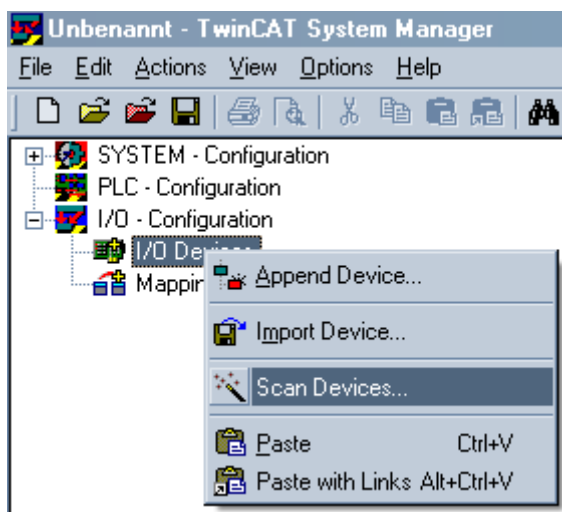 Unbenannt - TwinCAT System Manager
File Edit Actions View Options Help
SYSTEM - Configuration
PLC - Configuration
I/O - Configuration
I/O Devices
Append Device...
Import Device...
Scan Devices...
Paste Ctrl+V
Paste with Links Alt+Ctrl+V